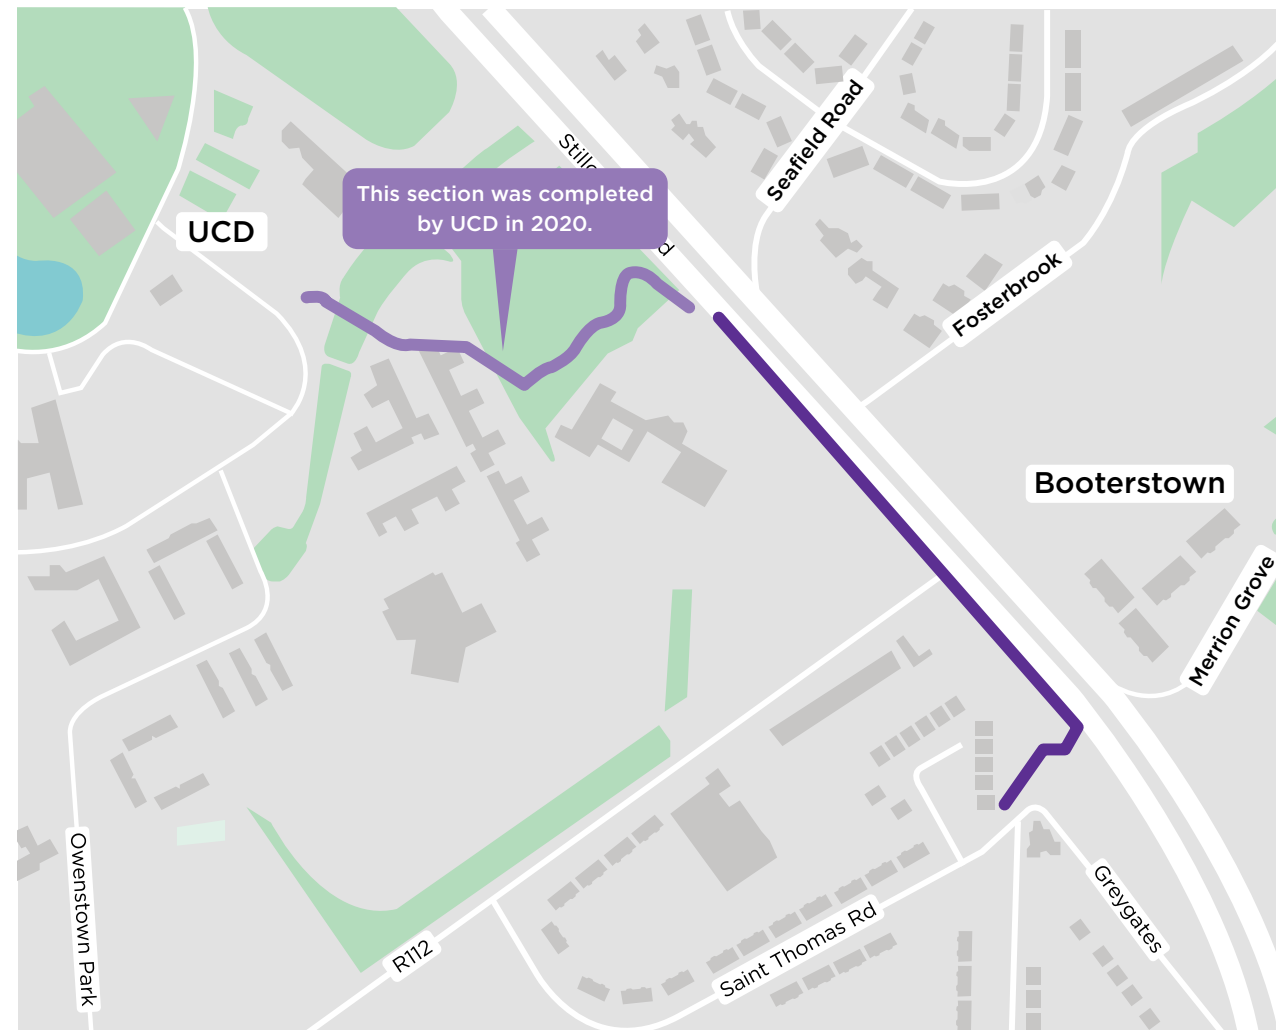 Seafield Road
This section was completed
by UCD in 2020.
UCD
Fosterbrook
Booterstown
Merrion Grove
Owenstown Park
R112
Saint Thomas Rd
Greygates